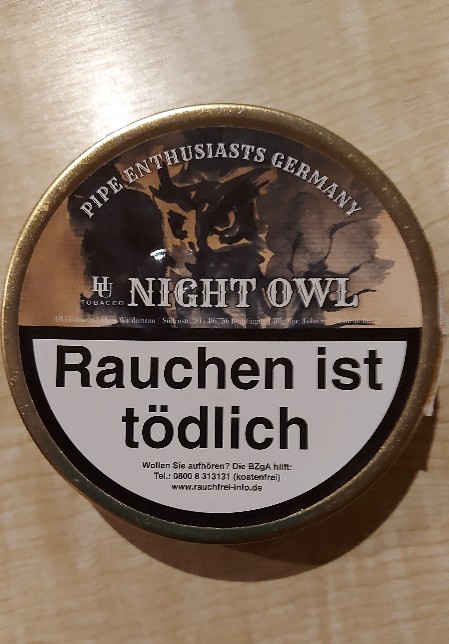 PIPE ENTHUSIASTS GERMANY
HU
TOBACCO
NIGHT OWL
Rauchen ist
tödlich
Wollen Sie aufhören? Die BZgA hilft:
Tel.: 0800 8 313131 (kostenfrei)
www.rauchfrei-info.de